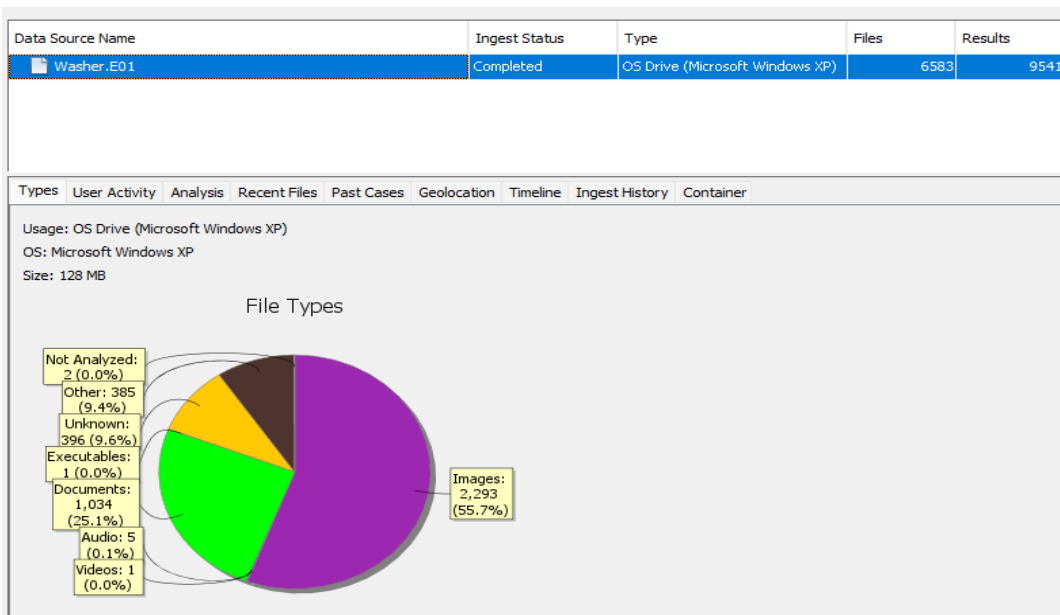 Data Source Name Ingest Status Type Files Results
Washer.E01 Completed OS Drive (Microsoft Windows XP) 6583 9541
Types User Activity Analysis Recent Files Past Cases Geolocation Timeline Ingest History Container
Usage: OS Drive (Microsoft Windows XP)
OS: Microsoft Windows XP
Size: 128 MB
File Types
Not Analyzed:
2 (0.0%)
Other: 385
(9.4%)
Unknown:
396 (9.6%)
Executables:
1 (0.0%)
Documents:
1,034
(25.1%)
Audio: 5
(0.1%)
Videos: 1
(0.0%)
Images:
2,293
(55.7%)